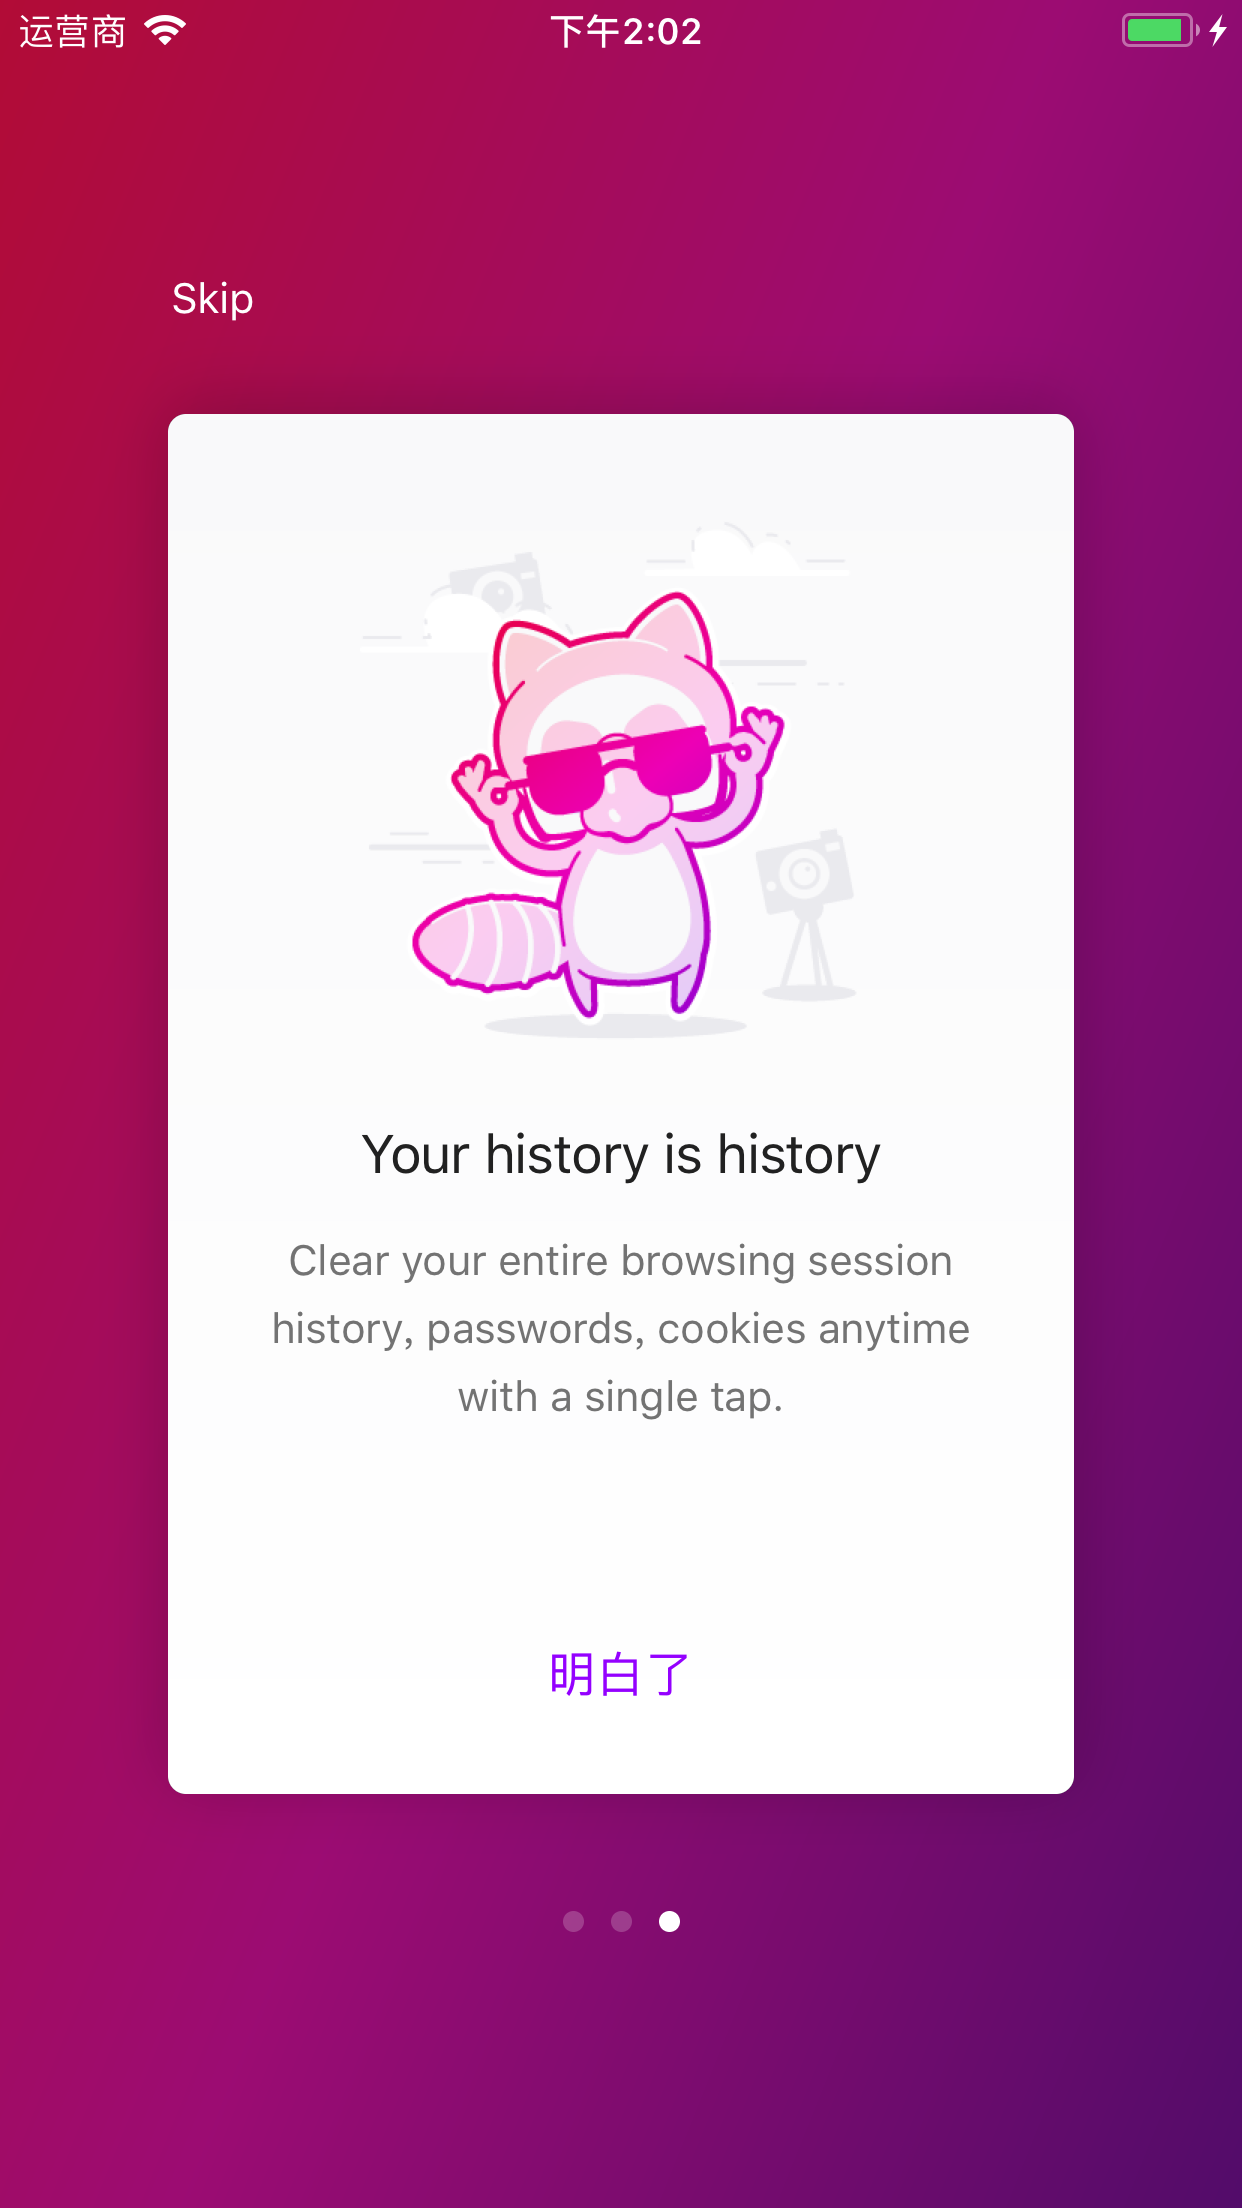 运营商
下午2:02
Skip
Your history is history
Clear your entire browsing session
history, passwords, cookies anytime
with a single tap.
明白了